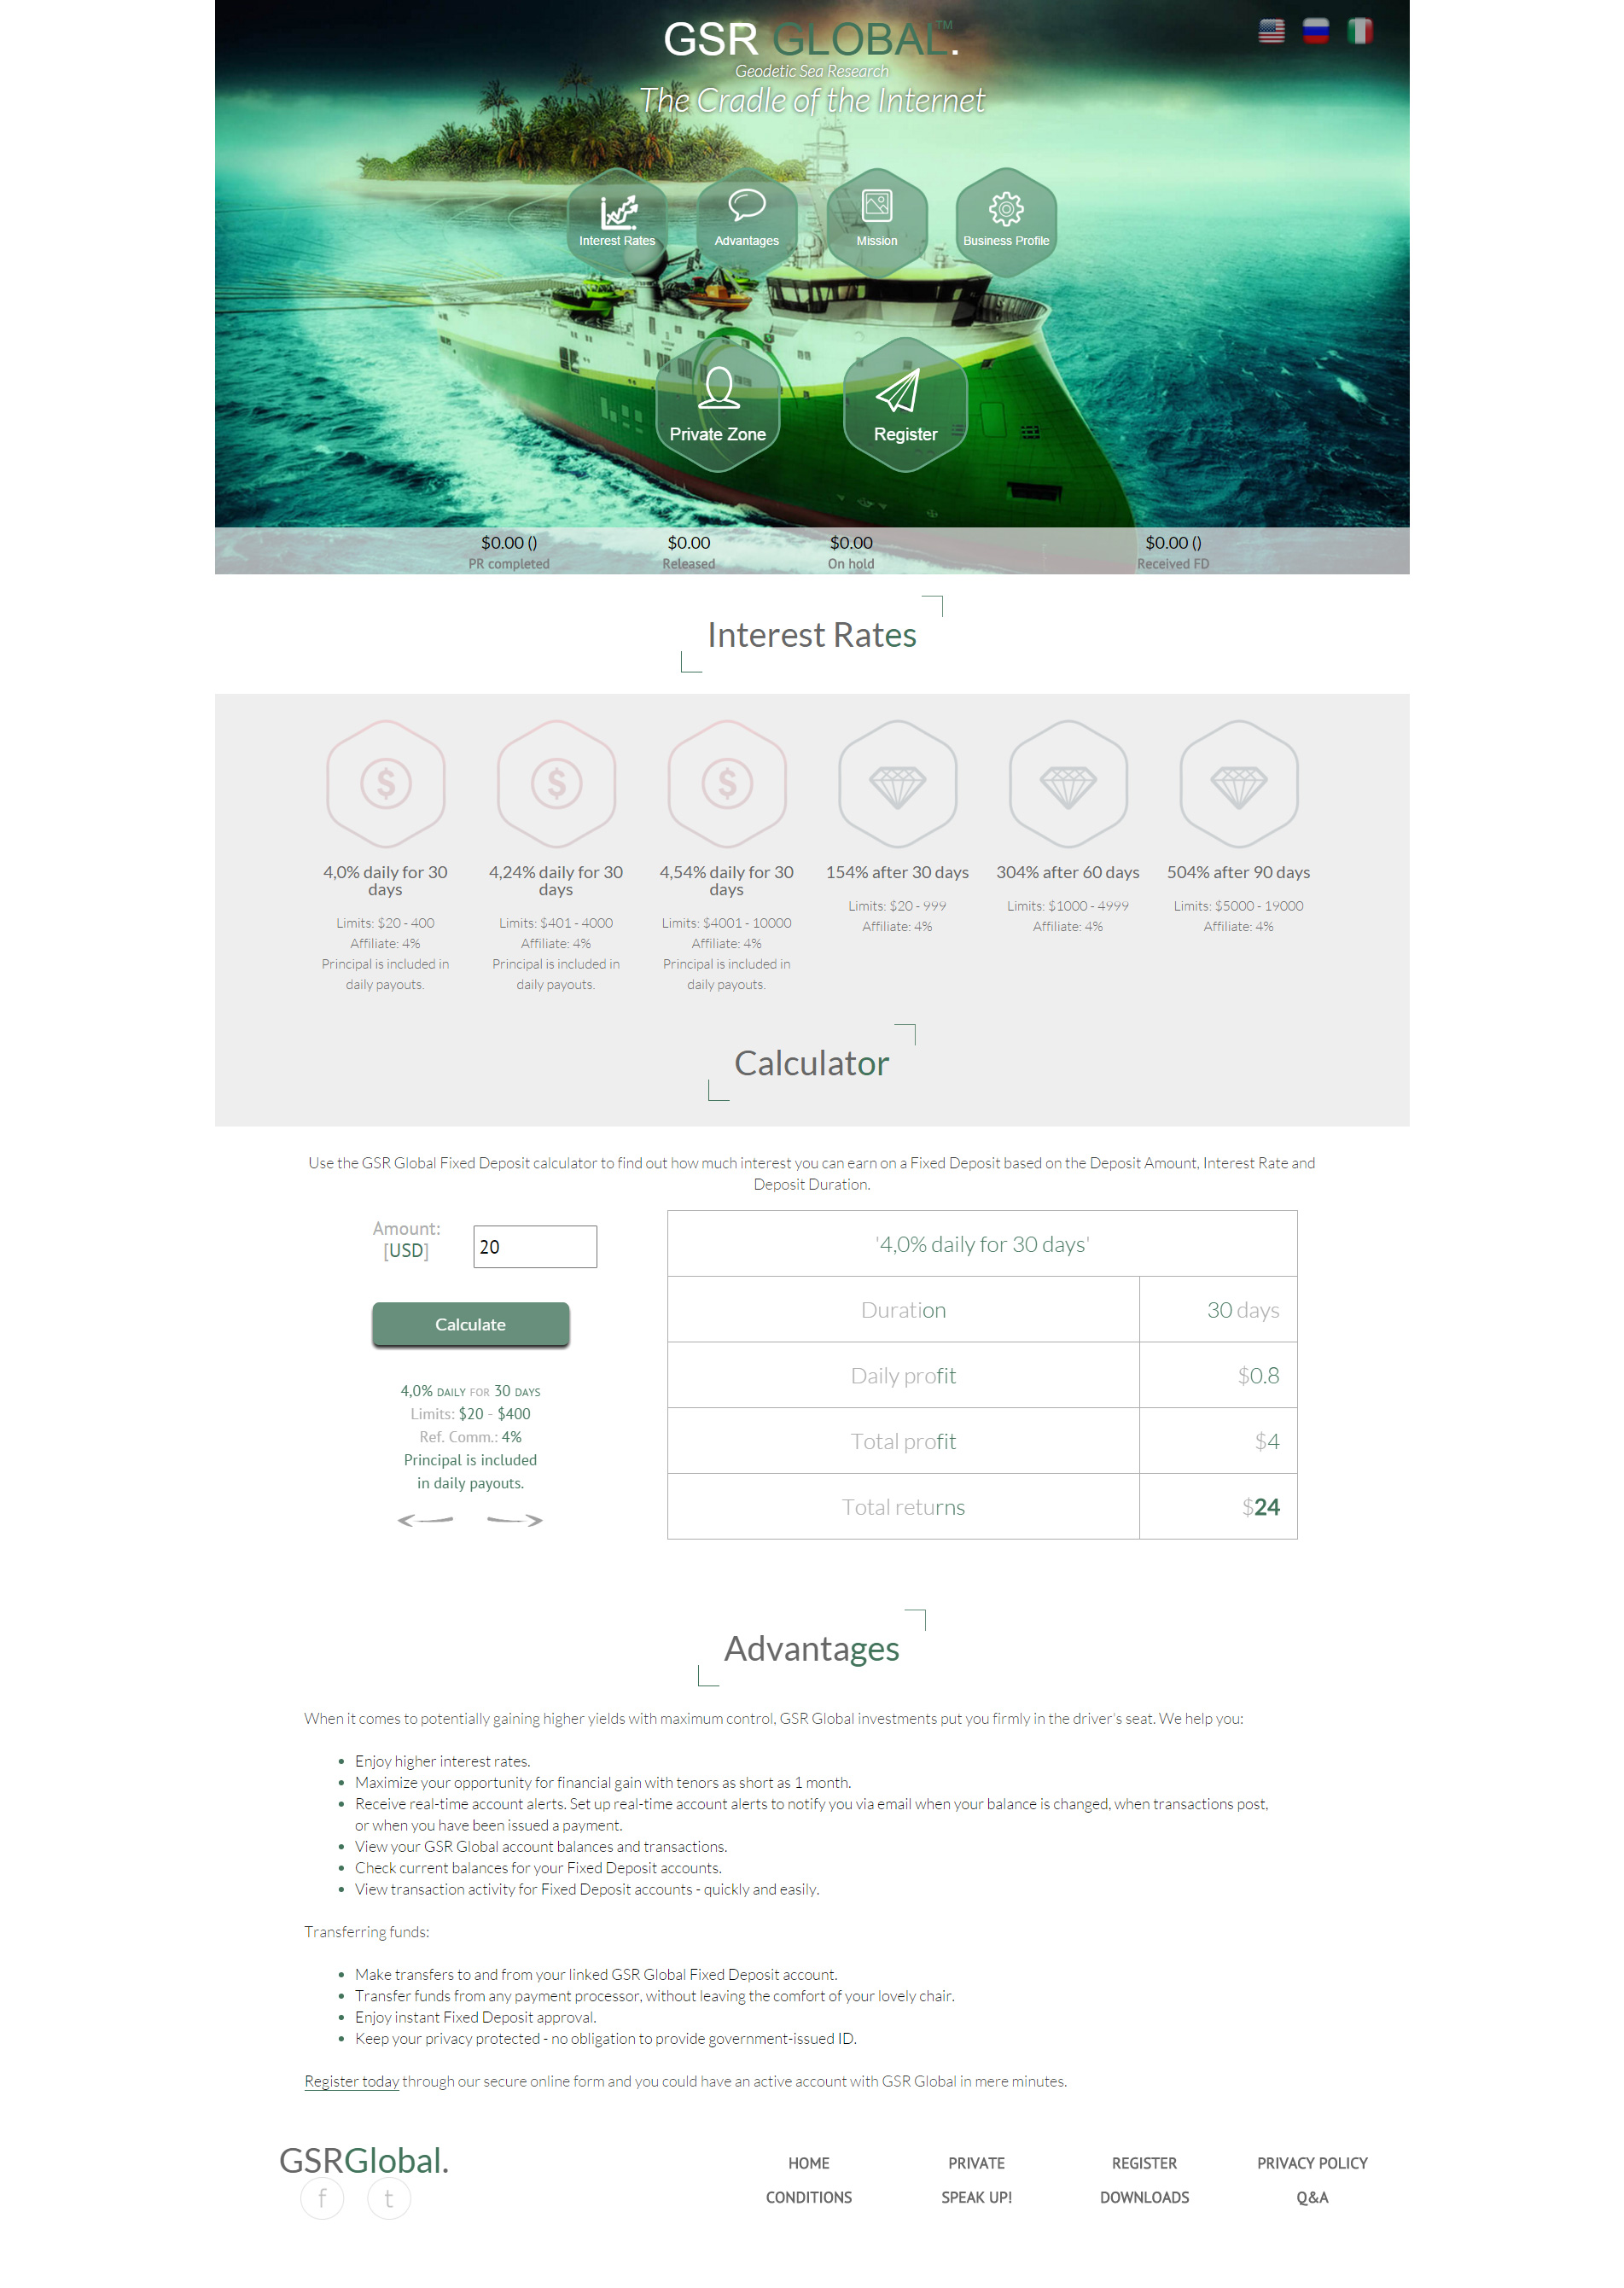 GSR GLOBAL™.
Geodetic Sea Research
The Cradle of the Internet
Interest Rates
Advantages
Mission
Business Profile
Private Zone
Register
$0.00 ()
PR completed
$0.00
Released
$0.00
On hold
$0.00 ()
Received FD
Interest Rates
4,0% daily for 30
days
Limits: $20 - 400
Affiliate: 4%
Principal is included in
daily payouts.
4,24% daily for 30
days
Limits: $401 - 4000
Affiliate: 4%
Principal is included in
daily payouts.
4,54% daily for 30
days
Limits: $4001 - 10000
Affiliate: 4%
Principal is included in
daily payouts.
154% after 30 days
Limits: $20 - 999
Affiliate: 4%
304% after 60 days
Limits: $1000 - 4999
Affiliate: 4%
504% after 90 days
Limits: $5000 - 19000
Affiliate: 4%
Calculator
Use the GSR Global Fixed Deposit calculator to find out how much interest you can earn on a Fixed Deposit based on the Deposit Amount, Interest Rate and
Deposit Duration.
Amount:
[USD]
20
Calculate
4,0% DAILY FOR 30 DAYS
Limits: $20 - $400
Ref. Comm.: 4%
Principal is included
in daily payouts.
'4,0% daily for 30 days'
Duration 30 days
Daily profit $0.8
Total profit $4
Total returns $24
Advantages
When it comes to potentially gaining higher yields with maximum control, GSR Global investments put you firmly in the driver's seat. We help you:
• Enjoy higher interest rates.
• Maximize your opportunity for financial gain with tenors as short as 1 month.
• Receive real-time account alerts. Set up real-time account alerts to notify you via email when your balance is changed, when transactions post,
or when you have been issued a payment.
• View your GSR Global account balances and transactions.
• Check current balances for your Fixed Deposit accounts.
• View transaction activity for Fixed Deposit accounts - quickly and easily.
Transferring funds:
• Make transfers to and from your linked GSR Global Fixed Deposit account.
• Transfer funds from any payment processor, without leaving the comfort of your lovely chair.
• Enjoy instant Fixed Deposit approval.
• Keep your privacy protected - no obligation to provide government-issued ID.
Register today through our secure online form and you could have an active account with GSR Global in mere minutes.
GSRGlobal.
f t
HOME PRIVATE REGISTER PRIVACY POLICY
CONDITIONS SPEAK UP! DOWNLOADS Q&A